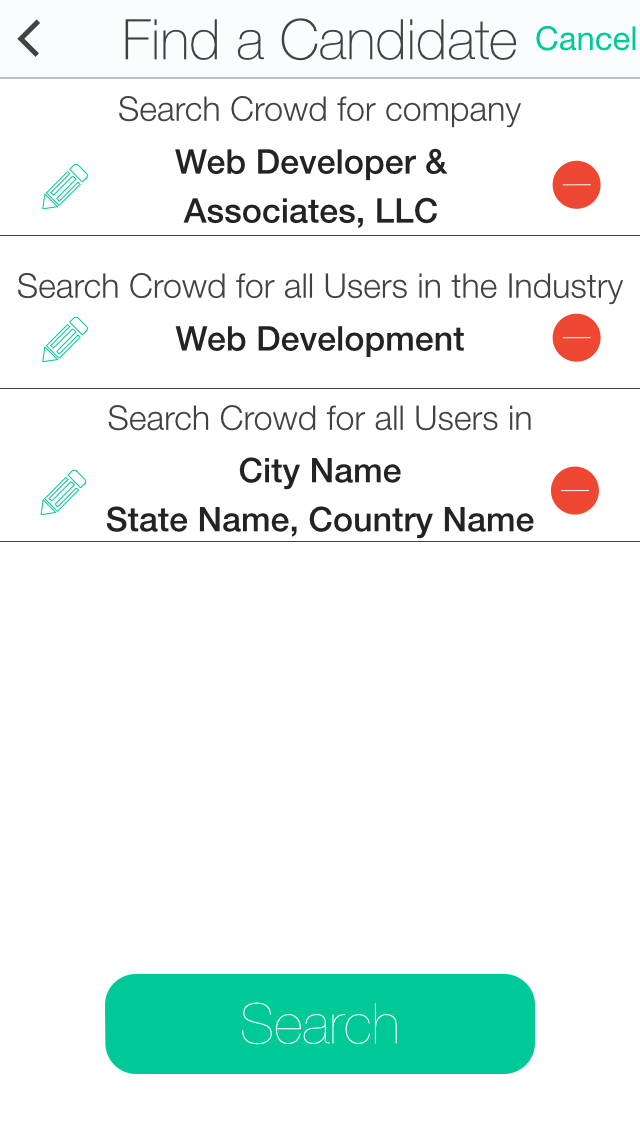 Find a Candidate Cancel
Search Crowd for company
Web Developer &
Associates, LLC
Search Crowd for all Users in the Industry
Web Development
Search Crowd for all Users in
City Name
State Name, Country Name
Search